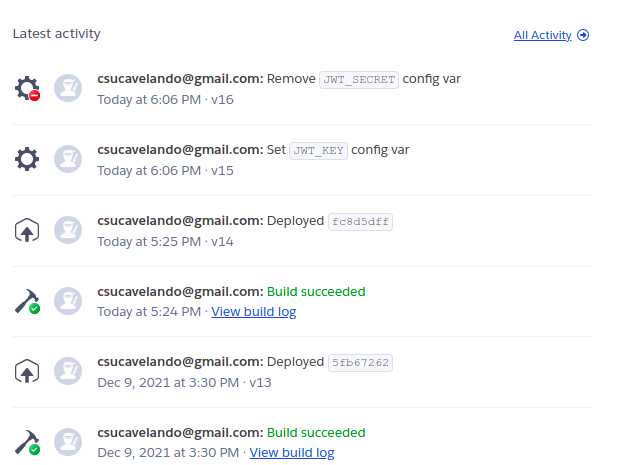 Latest activity
All Activity
csucavelando@gmail.com: Remove JWT_SECRET config var
Today at 6:06 PM · v16
csucavelando@gmail.com: Set JWT_KEY config var
Today at 6:06 PM · v15
csucavelando@gmail.com: Deployed fc8d5dff
Today at 5:25 PM · v14
csucavelando@gmail.com: Build succeeded
Today at 5:24 PM · View build log
csucavelando@gmail.com: Deployed 5fb67262
Dec 9, 2021 at 3:30 PM · v13
csucavelando@gmail.com: Build succeeded
Dec 9, 2021 at 3:30 PM · View build log